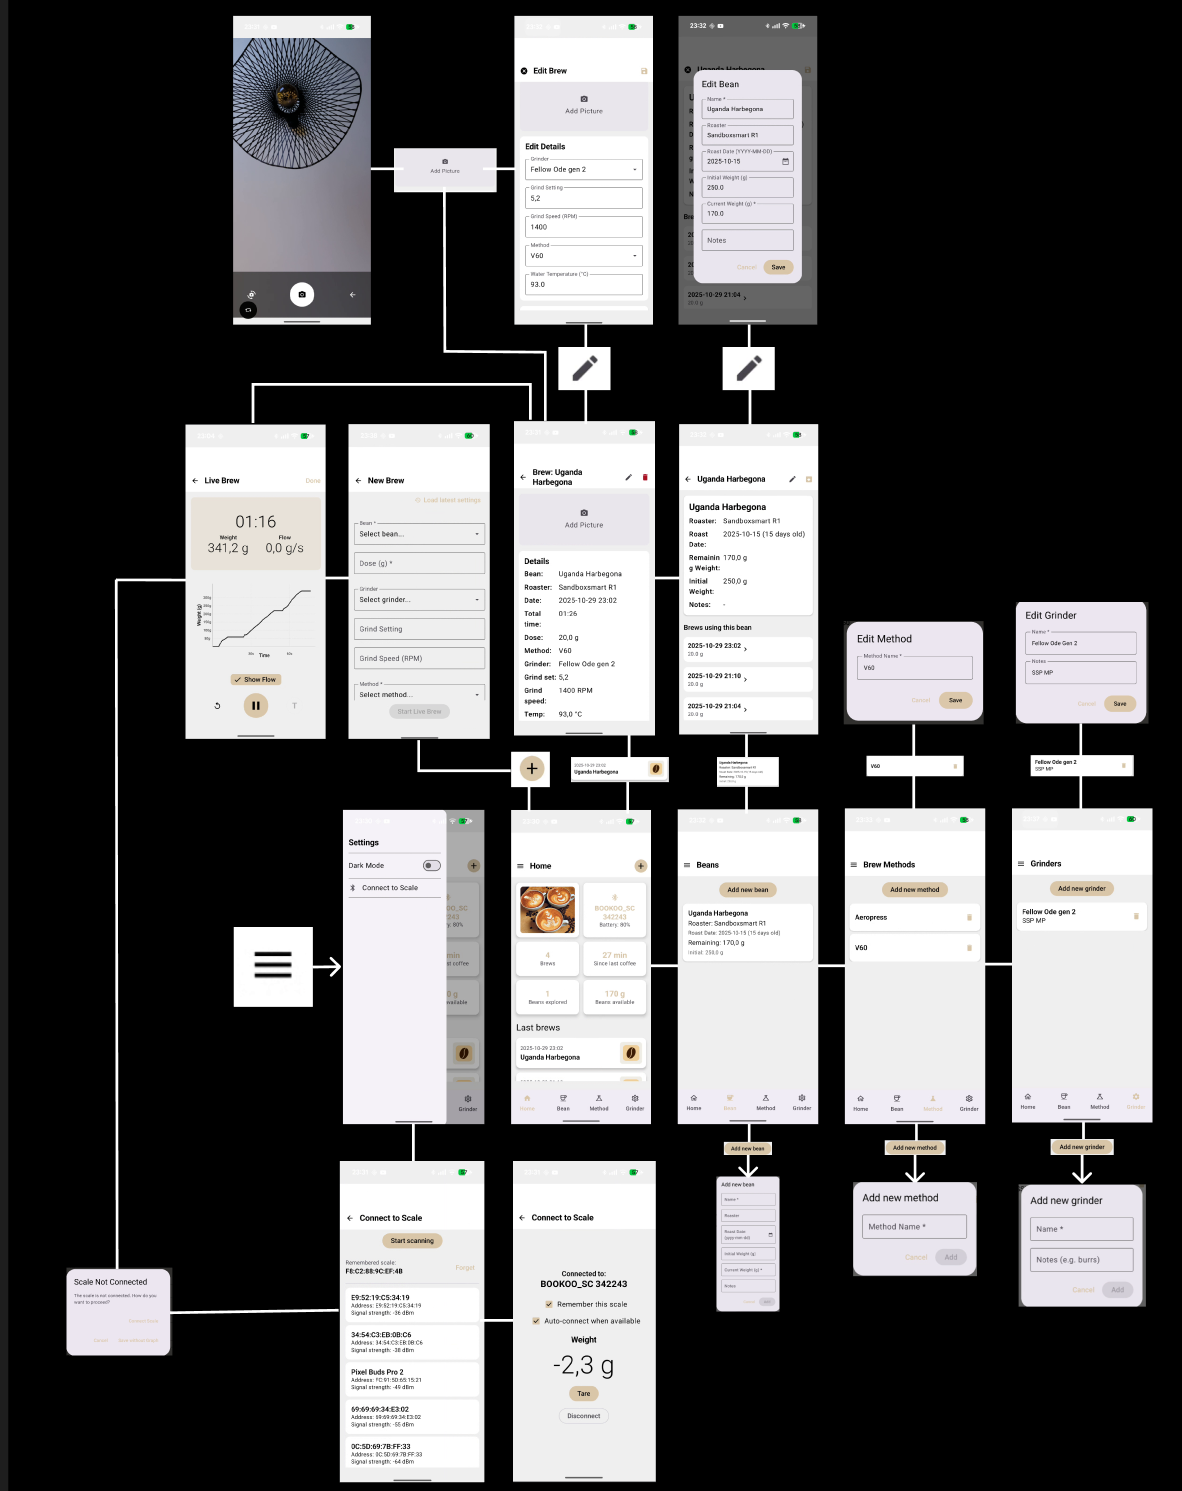 Edit Brew
Add Picture
Edit Details
Grinder
Fellow Ode gen 2
Grind Setting
5,2
Grind Speed (RPM)
1400
Method
V60
Water Temperature (°C)
93.0
Add Picture
23:32
Uganda Harbegona
Edit Bean
Name *
Uganda Harbegona
Roaster
Sandboxsmart R1
Roast Date (YYYY-MM-DD)
2025-10-15
Initial Weight (g)
250.0
Current Weight (g) *
170.0
Notes
Cancel
Save
2025-10-29 21:04
20.0 g
Live Brew
Done
01:16
Weight
Flow
341,2 g
0,0 g/s
Weight (g)
Time
Show Flow
T
New Brew
Load latest settings
Bean *
Select bean...
Dose (g) *
Grinder
Select grinder...
Grind Setting
Grind Speed (RPM)
Method *
Select method...
Start Live Brew
Brew: Uganda
Harbegona
Add Picture
Details
Bean: Uganda Harbegona
Roaster: Sandboxsmart R1
Date: 2025-10-29 23:02
Total 01:26
time:
Dose: 20,0 g
Method: V60
Grinder: Fellow Ode gen 2
Grind set: 5,2
Grind 1400 RPM
speed:
Temp: 93,0 °C
Uganda Harbegona
Uganda Harbegona
Roaster: Sandboxsmart R1
Roast 2025-10-15 (15 days old)
Date:
Remainin 170,0 g
g Weight:
Initial 250,0 g
Weight:
Notes: -
Brews using this bean
2025-10-29 23:02
20.0 g
2025-10-29 21:10
20.0 g
2025-10-29 21:04
20.0 g
Edit Method
Method Name *
V60
Cancel
Save
Edit Grinder
Name *
Fellow Ode Gen 2
Notes
SSP MP
Cancel
Save
2025-10-29 23:02
Uganda Harbegona
Uganda Harbegona
Roaster: Sandboxsmart R1
Remaining: 170,0 g
V60
Fellow Ode gen 2
SSP MP
Settings
Dark Mode
Connect to Scale
Grinder
Home
BOOKOO_SC
342243
Battery: 80%
4
Brews
27 min
Since last coffee
1
Beans explored
170 g
Beans available
Last brews
2025-10-29 23:02
Uganda Harbegona
Home
Bean
Method
Grinder
Beans
Add new bean
Uganda Harbegona
Roaster: Sandboxsmart R1
Roast Date: 2025-10-15 (15 days old)
Remaining: 170,0 g
Initial: 250,0 g
Home
Bean
Method
Grinder
Brew Methods
Add new method
Aeropress
V60
Home
Bean
Method
Grinder
Grinders
Add new grinder
Fellow Ode gen 2
SSP MP
Home
Bean
Method
Grinder
Add new bean
Add new bean
Name *
Roaster
Roast Date
(yyyy-mm-dd)
Initial Weight (g)
Current Weight (g) *
Notes
Cancel
Add
Add new method
Add new method
Method Name *
Cancel
Add
Add new grinder
Add new grinder
Name *
Notes (e.g. burrs)
Cancel
Add
Scale Not Connected
The scale is not connected. How do you
want to proceed?
Cancel
Connect to Scale
Start scanning
Remembered scale:
F8:C2:88:9C:EF:4B
Forget
E9:52:19:C5:34:19
Address: E9:52:19:C5:34:19
Signal strength: -36 dBm
34:54:C3:EB:0B:C6
Address: 34:54:C3:EB:0B:C6
Signal strength: -38 dBm
Pixel Buds Pro 2
Address: FC:91:5D:65:15:21
Signal strength: -49 dBm
69:69:69:34:E3:02
Address: 69:69:69:34:E3:02
Signal strength: -55 dBm
0C:5D:69:7B:FF:33
Address: 0C:5D:69:7B:FF:33
Signal strength: -64 dBm
Connect to Scale
Connected to:
BOOKOO_SC 342243
Remember this scale
Auto-connect when available
Weight
-2,3 g
Tare
Disconnect